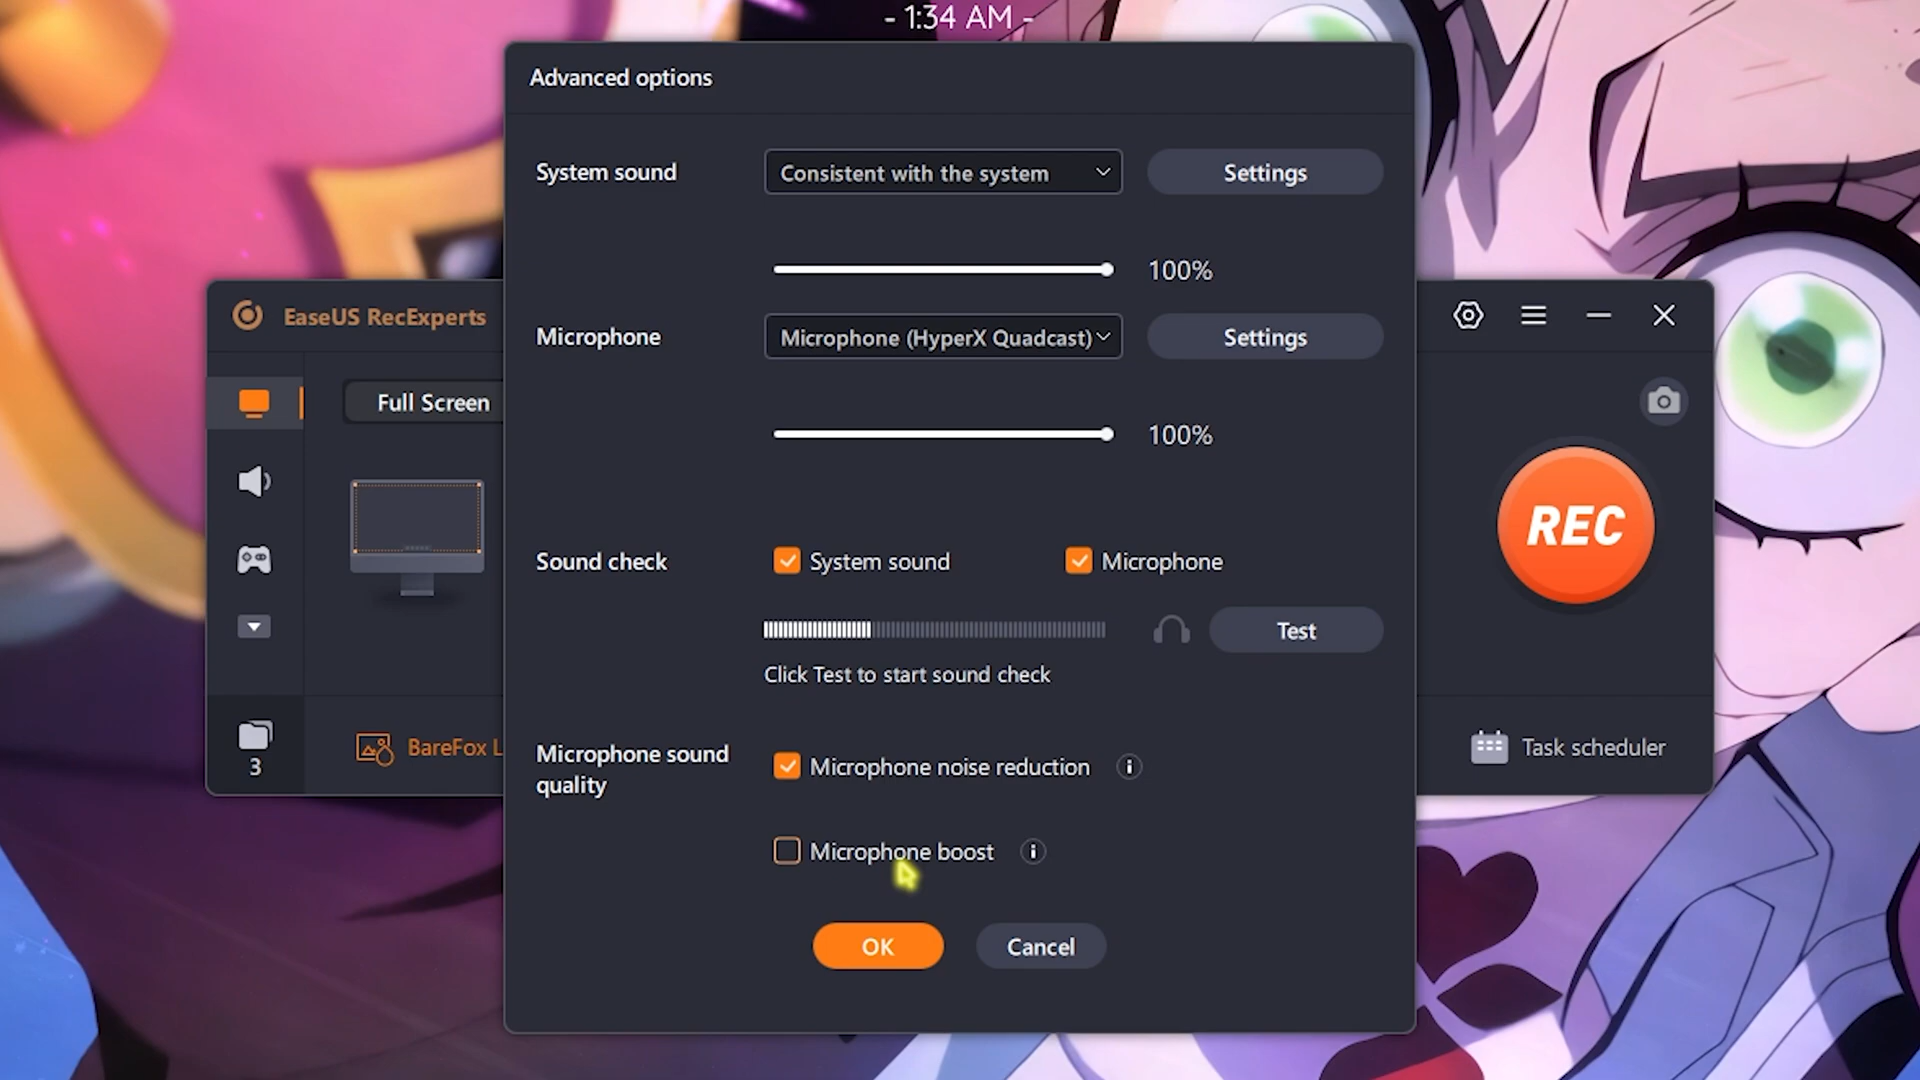 - 1:34 AM -
Advanced options
System sound
Consistent with the system
Settings
100%
EaseUS RecExperts
Microphone
Microphone (HyperX Quadcast)
Settings
Full Screen
100%
REC
Sound check
System sound
Microphone
Test
Click Test to start sound check
3
BareFox L
Microphone sound
quality
Microphone noise reduction
Task scheduler
Microphone boost
OK
Cancel